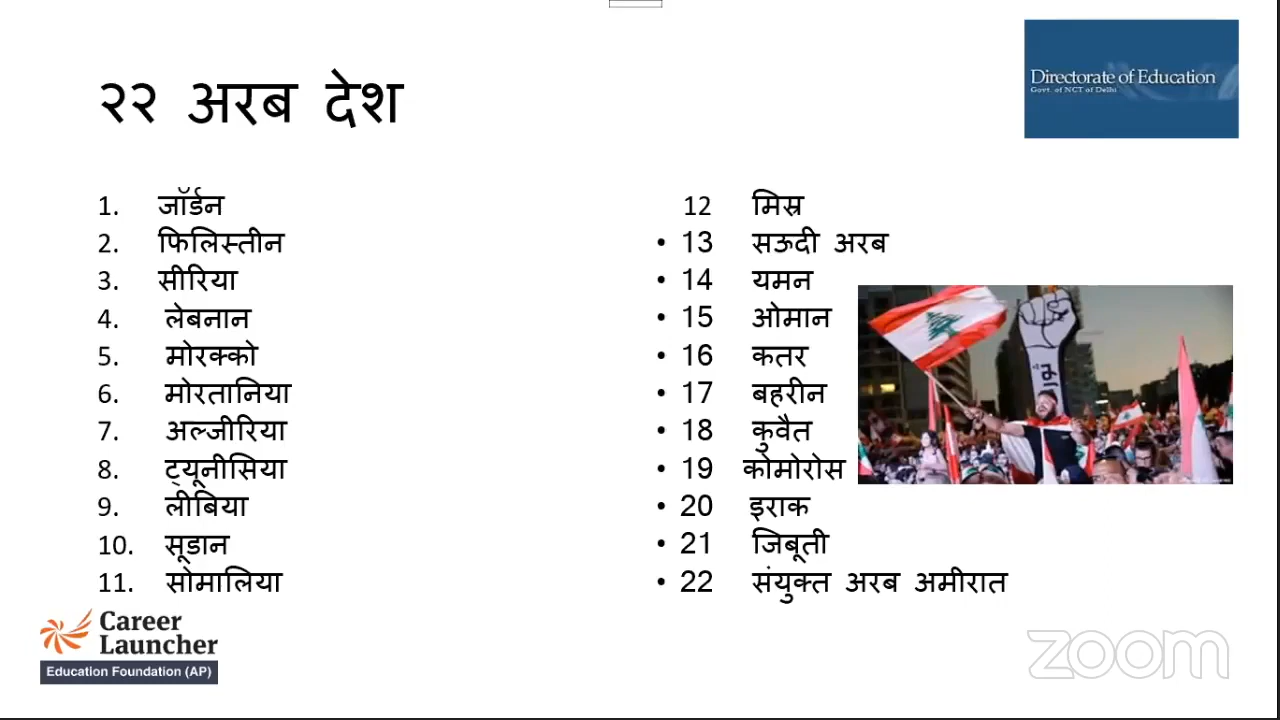 Directorate of Education
Govt. of NCT of Delhi
२२ अरब देश
1. जॉर्डन
2. फिलिस्तीन
3. सीरिया
4. लेबनान
5. मोरक्को
6. मोरतानिया
7. अल्जीरिया
8. ट्यूनीसिया
9. लीबिया
10. सूडान
11. सोमालिया
12 मिस्र
• 13 सऊदी अरब
• 14 यमन
• 15 ओमान
• 16 कतर
• 17 बहरीन
• 18 कुवैत
• 19 कोमोरोस
• 20 इराक
• 21 जिबूती
• 22 संयुक्त अरब अमीरात
Career
Launcher
Education Foundation (AP)
zoom